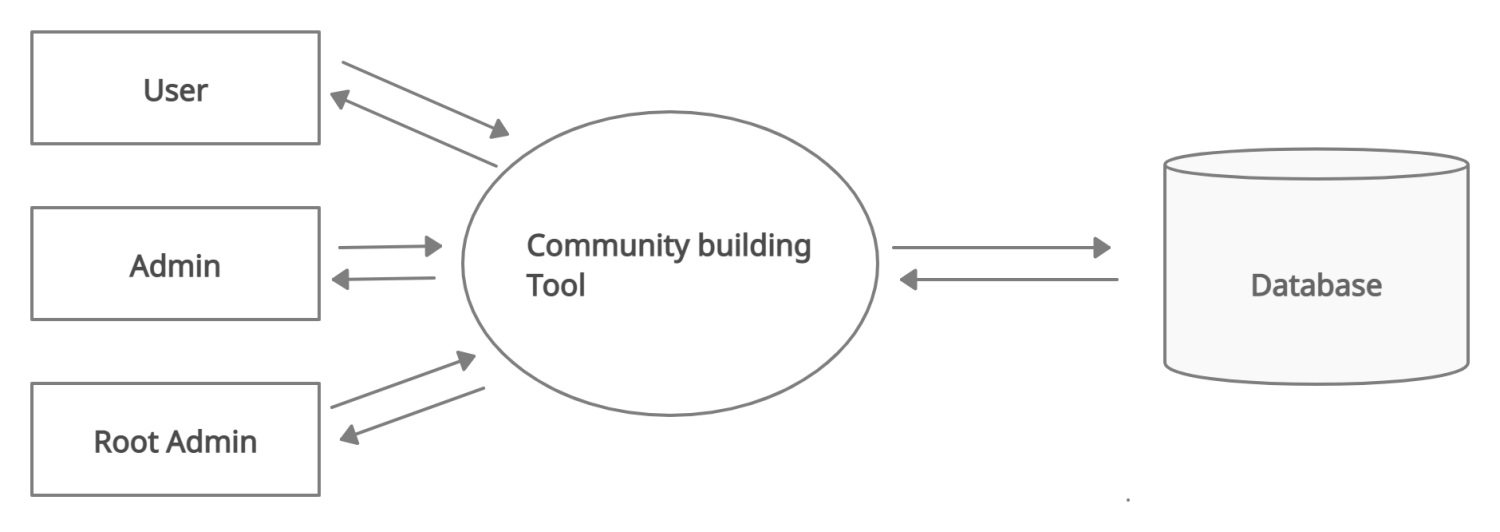 User
Admin
Root Admin
Community building
Tool
Database